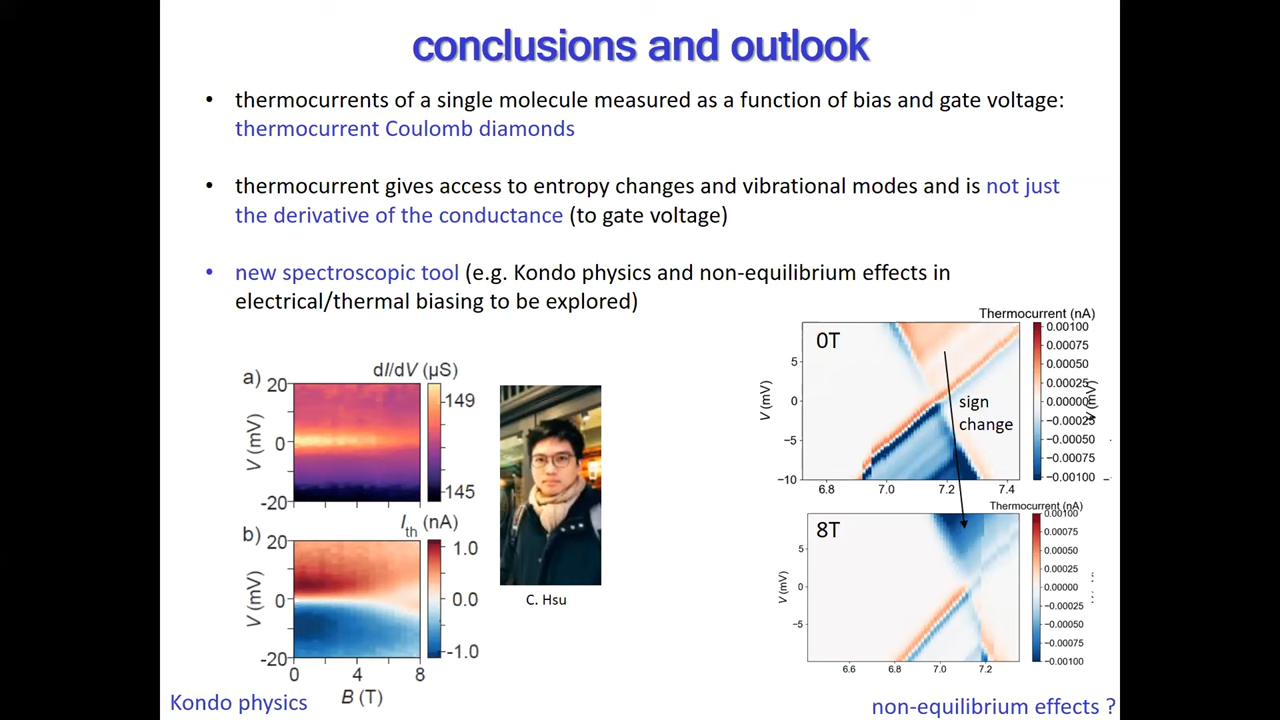 conclusions and outlook
• thermocurrents of a single molecule measured as a function of bias and gate voltage:
thermocurrent Coulomb diamonds
• thermocurrent gives access to entropy changes and vibrational modes and is not just
the derivative of the conductance (to gate voltage)
• new spectroscopic tool (e.g. Kondo physics and non-equilibrium effects in
electrical/thermal biasing to be explored)
a)
dI/dV (µS)
20
0
-20
V (mV)
149
145
b)
Ith (nA)
20
0
-20
V (mV)
1.0
0.0
-1.0
0 4 8
B (T)
Kondo physics
C. Hsu
Thermocurrent (nA)
0T
V (mV)
5
0
−5
−10
6.8 7.0 7.2 7.4
sign
change
0.00100
0.00075
0.00050
0.00025
0.00000
−0.00025
−0.00050
−0.00075
−0.00100
V (mV)
Thermocurrent (nA)
8T
V (mV)
5
0
−5
6.6 6.8 7.0 7.2
0.00100
0.00075
0.00050
0.00025
0.00000
−0.00025
−0.00050
−0.00075
−0.00100
non-equilibrium effects ?